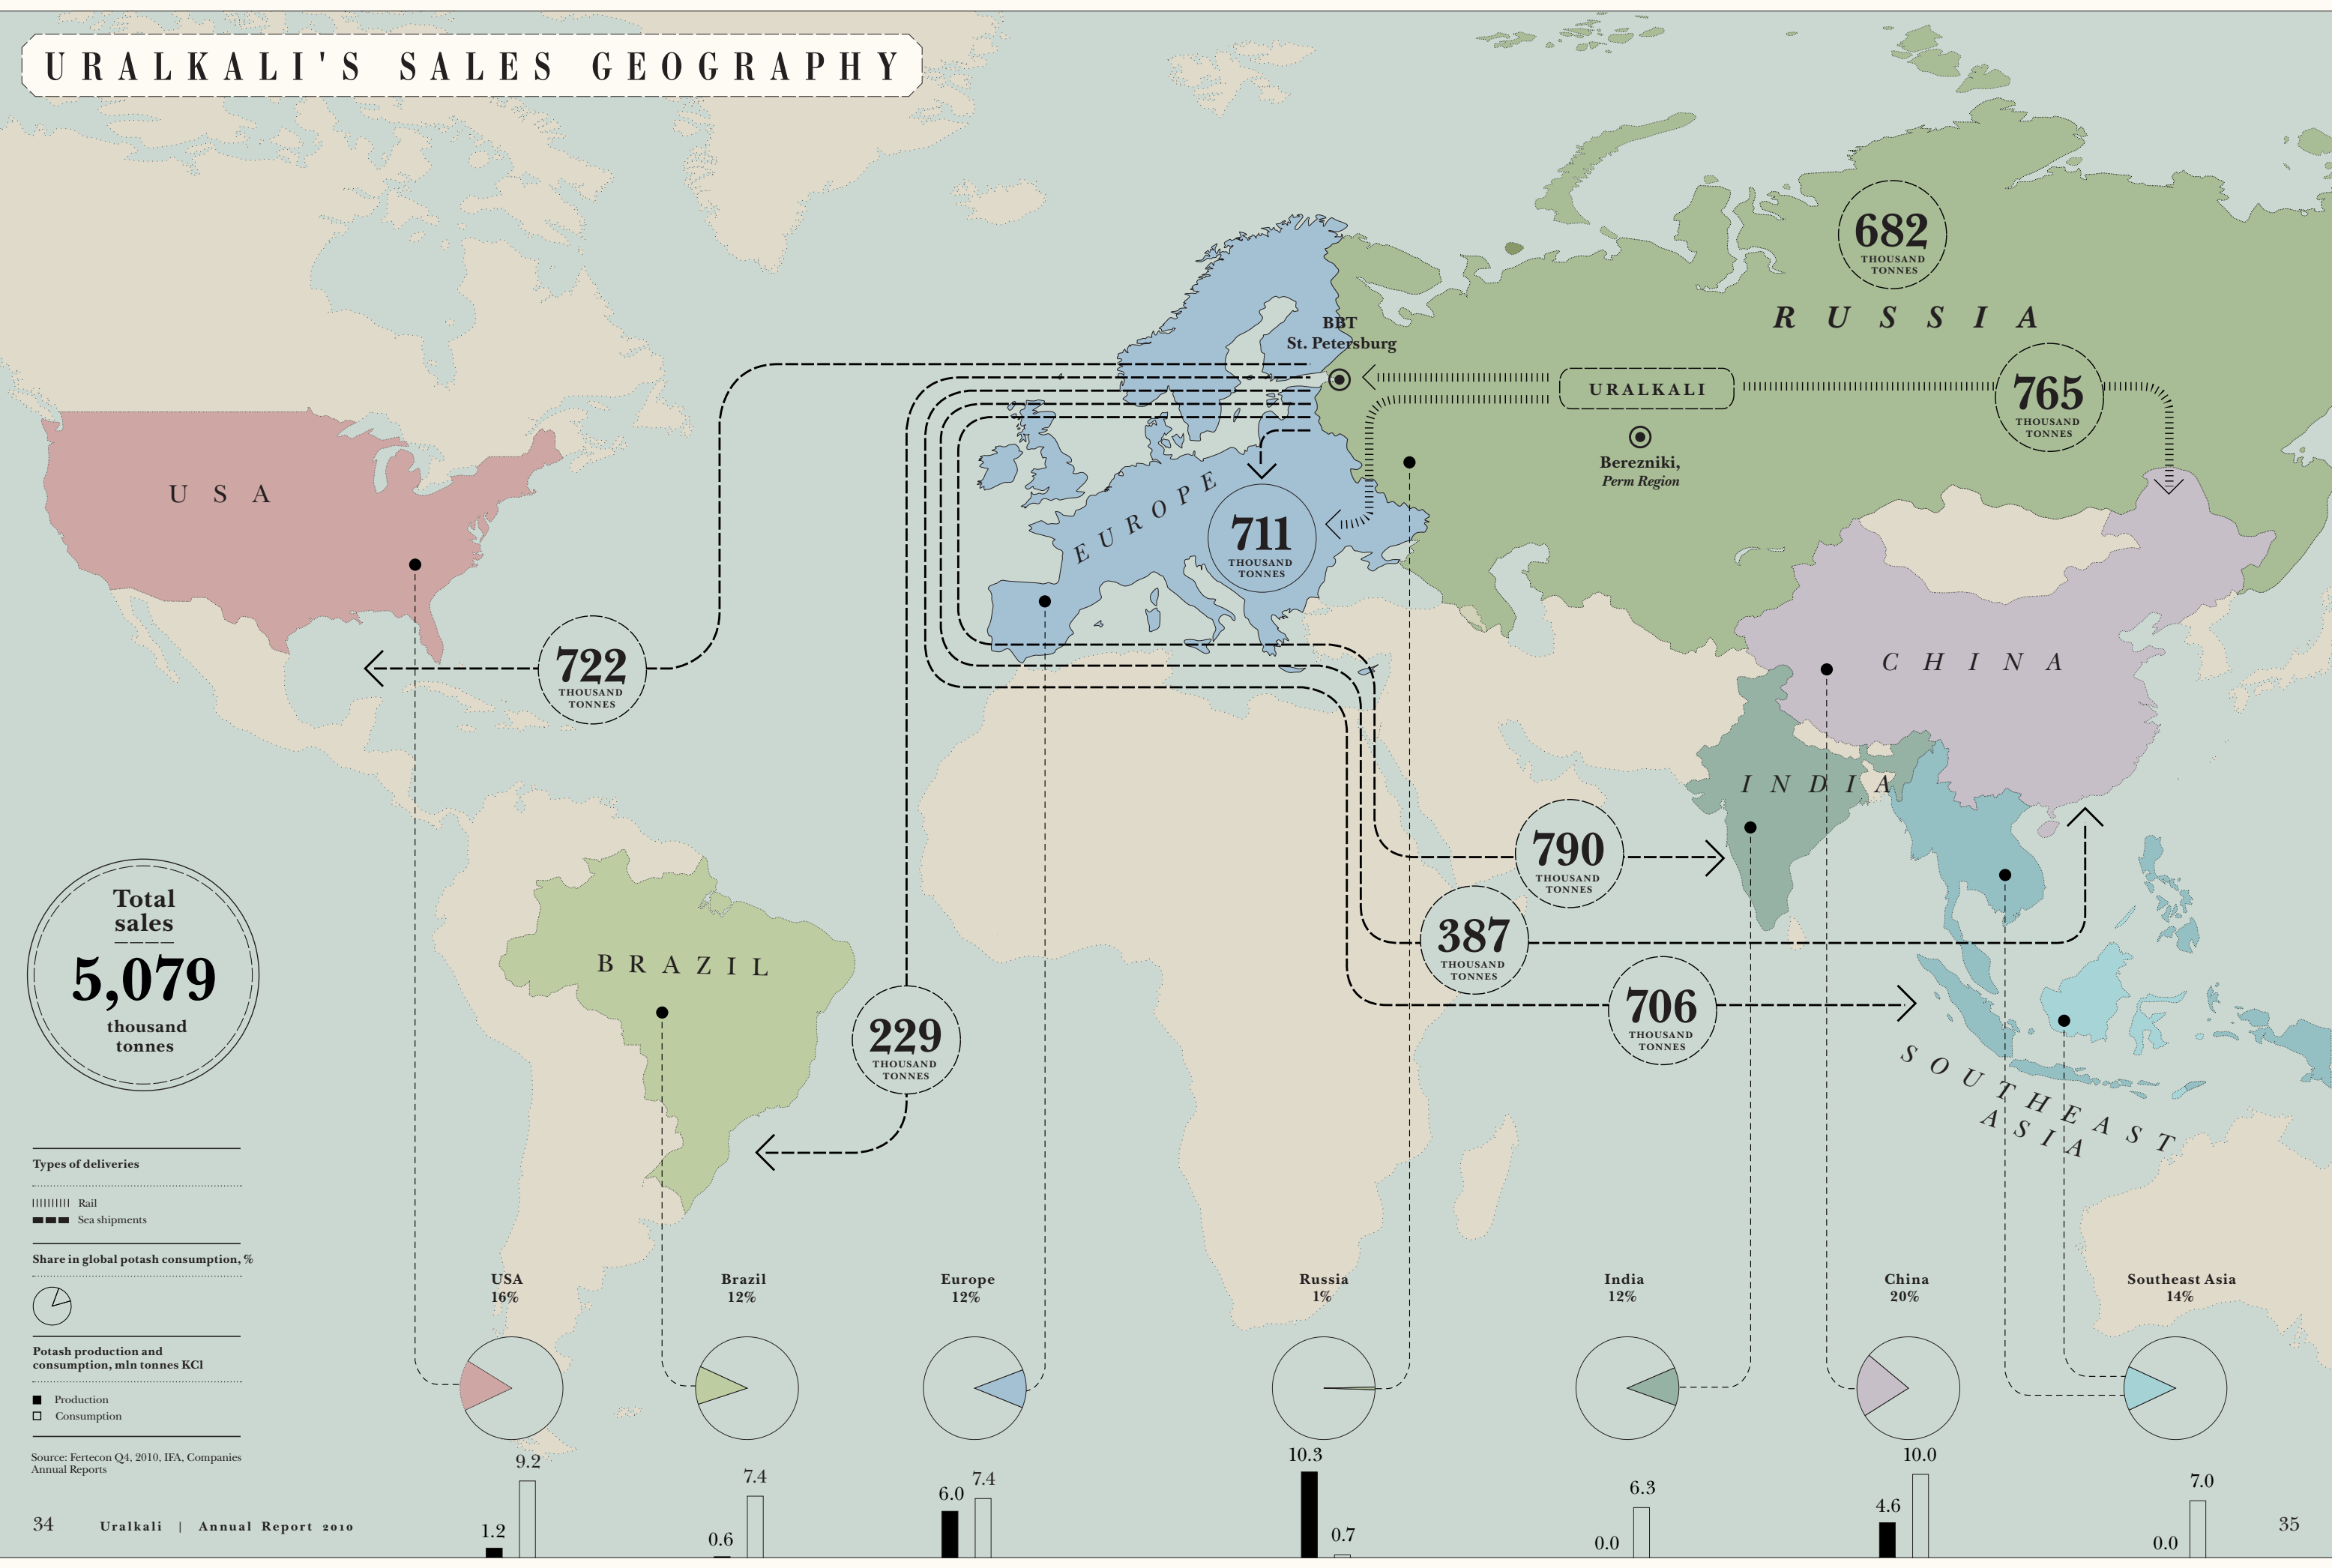 URALKALI'S SALES GEOGRAPHY
682
THOUSAND
TONNES
RUSSIA
BBT
St. Petersburg
URALKALI
Berezniki,
Perm Region
765
THOUSAND
TONNES
USA
EUROPE
711
THOUSAND
TONNES
722
THOUSAND
TONNES
CHINA
INDIA
790
THOUSAND
TONNES
387
THOUSAND
TONNES
706
THOUSAND
TONNES
BRAZIL
229
THOUSAND
TONNES
SOUTHEAST
ASIA
Total
sales
5,079
thousand
tonnes
Types of deliveries
Rail
Sea shipments
Share in global potash consumption, %
Potash production and
consumption, mln tonnes KCl
Production
Consumption
Source: Fertecon Q4, 2010, IFA, Companies
Annual Reports
USA
16%
9.2
1.2
Brazil
12%
7.4
0.6
Europe
12%
7.4
6.0
Russia
1%
10.3
0.7
India
12%
6.3
0.0
China
20%
10.0
4.6
Southeast Asia
14%
7.0
0.0
34 Uralkali | Annual Report 2010
35